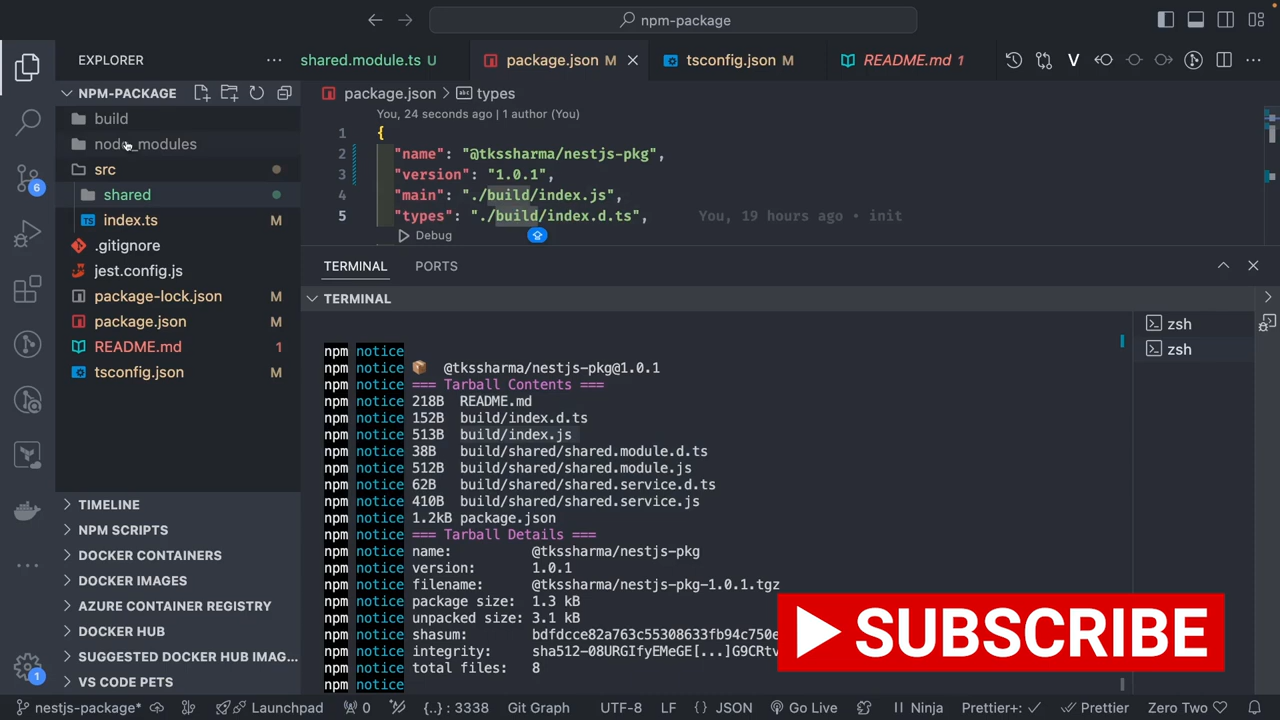 npm-package
EXPLORER
shared.module.ts U
package.json M
tsconfig.json M
README.md 1
NPM-PACKAGE
package.json > types
build
You, 24 seconds ago | 1 author (You)
node_modules
1 {
src
2 "name": "@tkssharma/nestjs-pkg",
3 "version": "1.0.1",
shared
4 "main": "./build/index.js",
index.ts M
5 "types": "./build/index.d.ts", You, 19 hours ago • init
Debug
.gitignore
jest.config.js
package-lock.json M
package.json M
README.md 1
tsconfig.json M
6
1
TIMELINE
NPM SCRIPTS
DOCKER CONTAINERS
DOCKER IMAGES
AZURE CONTAINER REGISTRY
DOCKER HUB
SUGGESTED DOCKER HUB IMAG...
VS CODE PETS
TERMINAL PORTS
TERMINAL
zsh
zsh
npm notice
npm notice 📦 @tkssharma/nestjs-pkg@1.0.1
npm notice === Tarball Contents ===
npm notice 218B README.md
npm notice 152B build/index.d.ts
npm notice 513B build/index.js
npm notice 38B build/shared/shared.module.d.ts
npm notice 512B build/shared/shared.module.js
npm notice 62B build/shared/shared.service.d.ts
npm notice 410B build/shared/shared.service.js
npm notice 1.2kB package.json
npm notice === Tarball Details ===
npm notice name: @tkssharma/nestjs-pkg
npm notice version: 1.0.1
npm notice filename: @tkssharma/nestjs-pkg-1.0.1.tgz
npm notice package size: 1.3 kB
npm notice unpacked size: 3.1 kB
npm notice shasum: bdfdcce82a763c55308633fb94c750e
npm notice integrity: sha512-08URGIfyEMeGE[...]G9CRtv
npm notice total files: 8
npm notice
SUBSCRIBE
nestjs-package* Launchpad 0 {..} : 3338 Git Graph UTF-8 LF {} JSON Go Live Ninja Prettier+: ✓ Prettier Zero Two